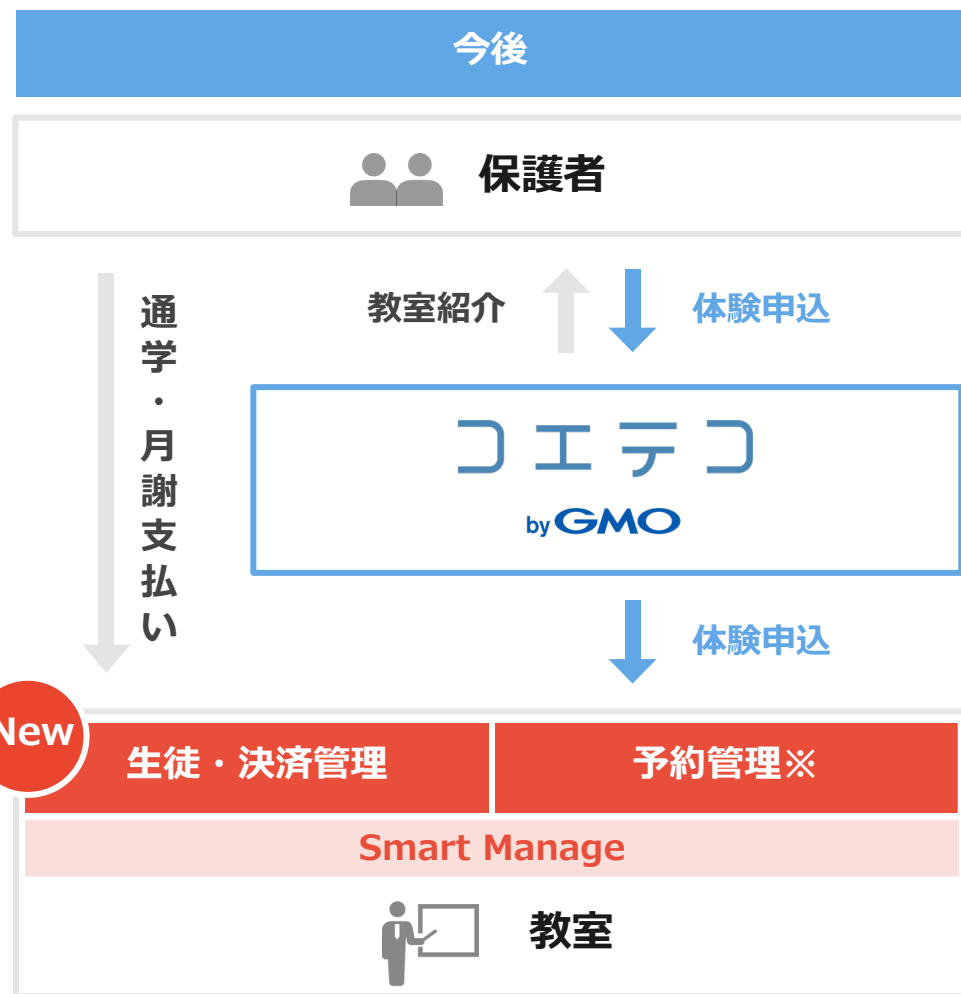 今後
保護者
通学・月謝支払い
教室紹介
体験申込
コエテコ
by GMO
体験申込
New
生徒・決済管理
予約管理※
Smart Manage
教室